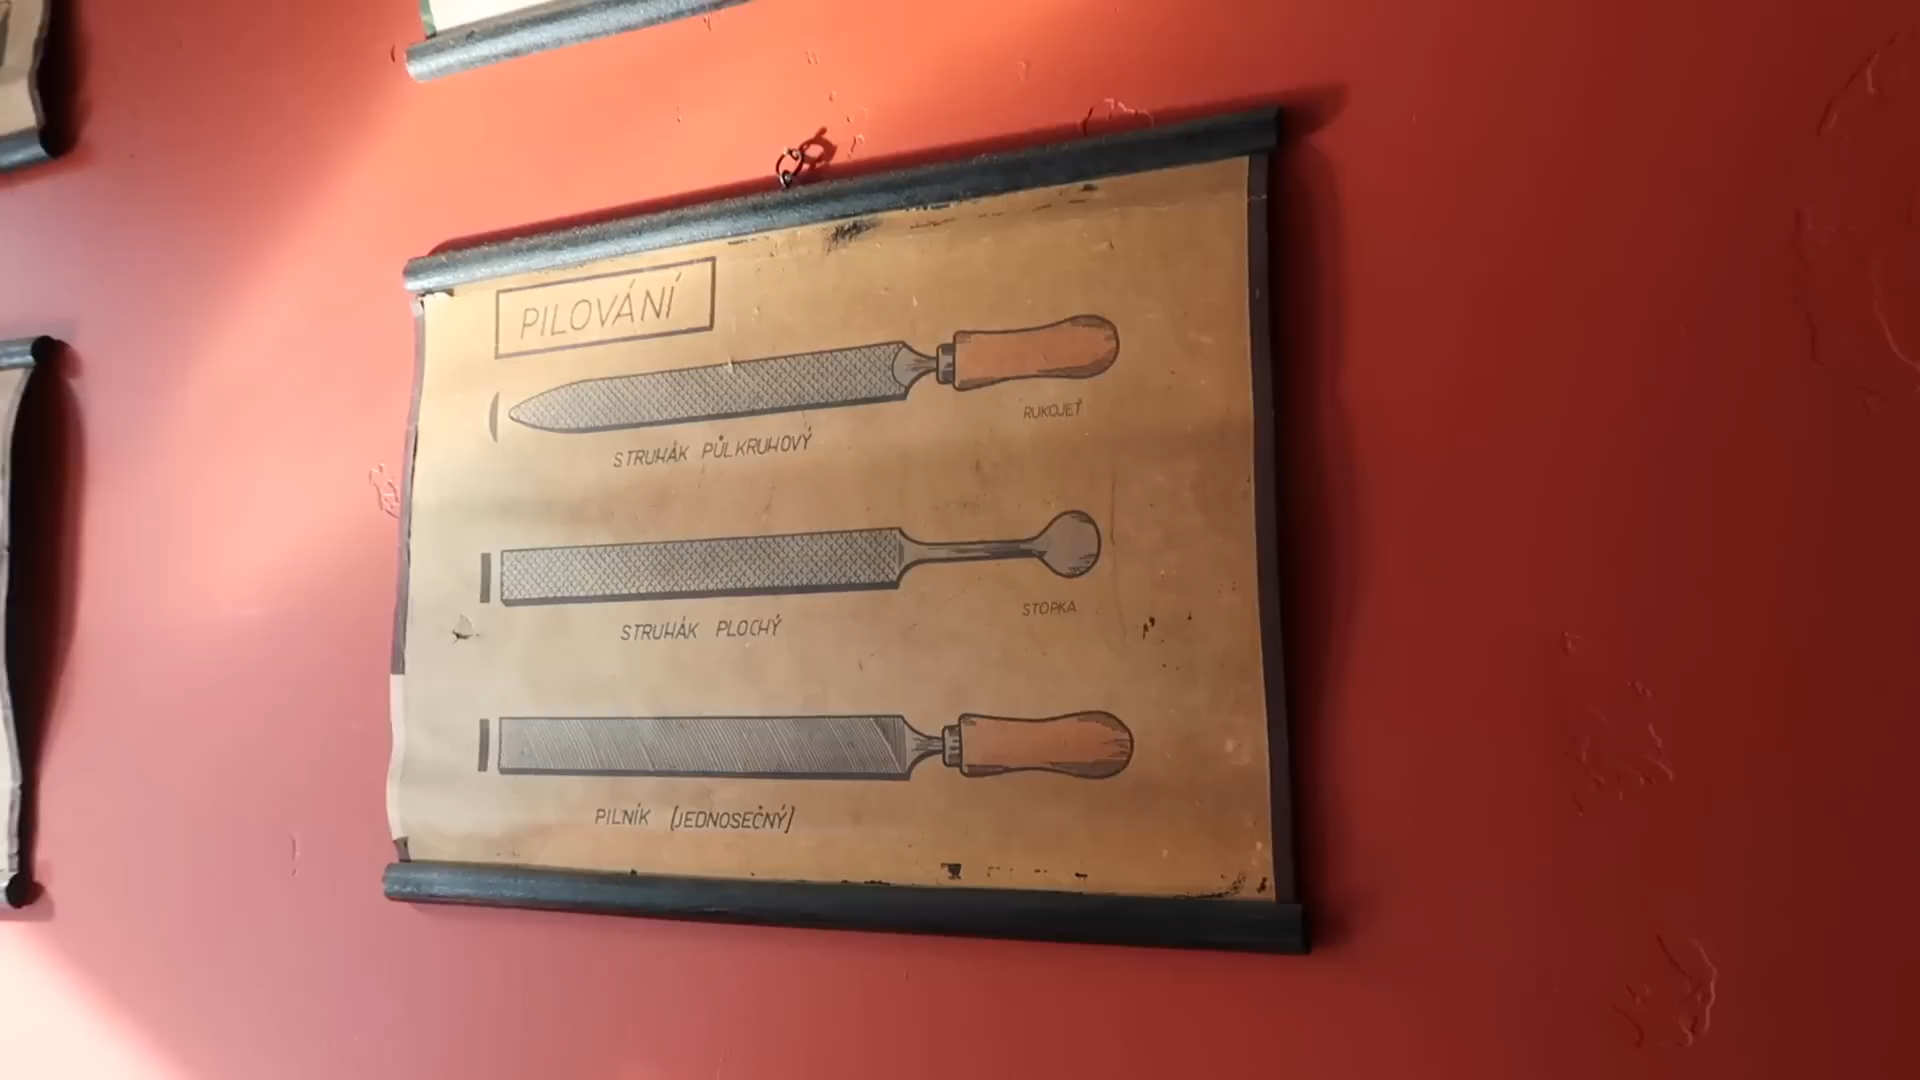 PILOVÁNÍ
RUKOJEŤ
STRUHÁK PŮLKRUHOVÝ
STOPKA
STRUHÁK PLOCHÝ
PILNÍK (JEDNOSEČNÝ)